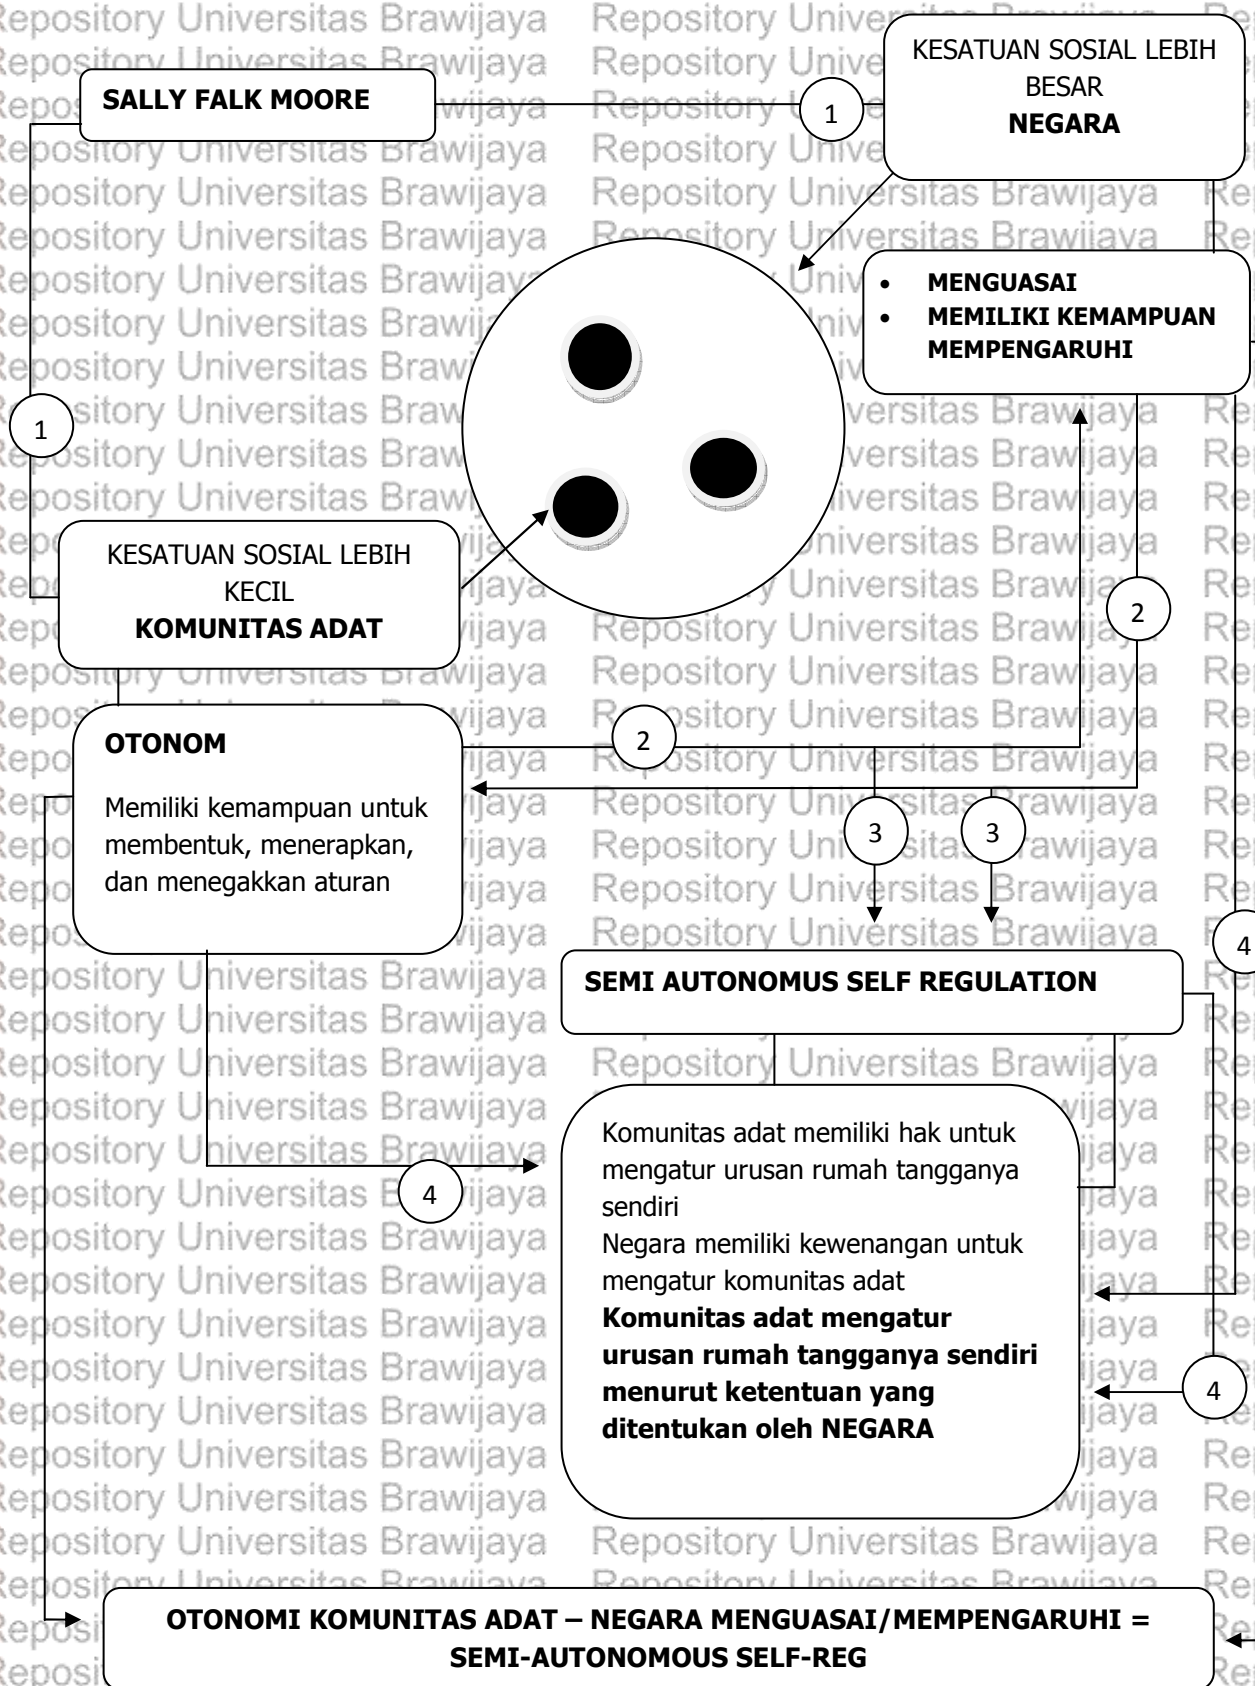 Repository Universitas Brawijaya
KESATUAN SOSIAL LEBIH
BESAR
NEGARA
SALLY FALK MOORE
1
• MENGUASAI
• MEMILIKI KEMAMPUAN
MEMPENGARUHI
1
KESATUAN SOSIAL LEBIH
KECIL
KOMUNITAS ADAT
2
OTONOM
Memiliki kemampuan untuk
membentuk, menerapkan,
dan menegakkan aturan
2
3
3
4
SEMI AUTONOMUS SELF REGULATION
4
Komunitas adat memiliki hak untuk
mengatur urusan rumah tangganya
sendiri
Negara memiliki kewenangan untuk
mengatur komunitas adat
Komunitas adat mengatur
urusan rumah tangganya sendiri
menurut ketentuan yang
ditentukan oleh NEGARA
4
OTONOMI KOMUNITAS ADAT – NEGARA MENGUASAI/MEMPENGARUHI =
SEMI-AUTONOMOUS SELF-REG